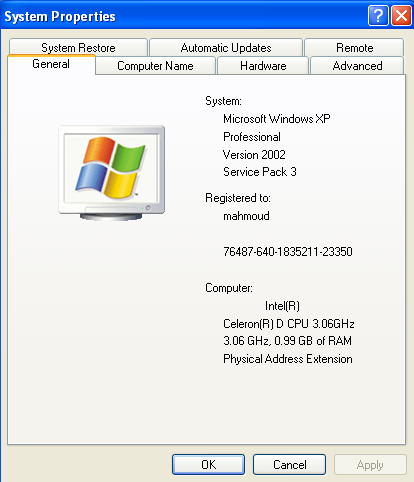 System Properties
System Restore
Automatic Updates
Remote
General
Computer Name
Hardware
Advanced
System:
Microsoft Windows XP
Professional
Version 2002
Service Pack 3
Registered to:
mahmoud
76487-640-1835211-23350
Computer:
Intel(R)
Celeron(R) D CPU 3.06GHz
3.06 GHz, 0.99 GB of RAM
Physical Address Extension
OK
Cancel
Apply